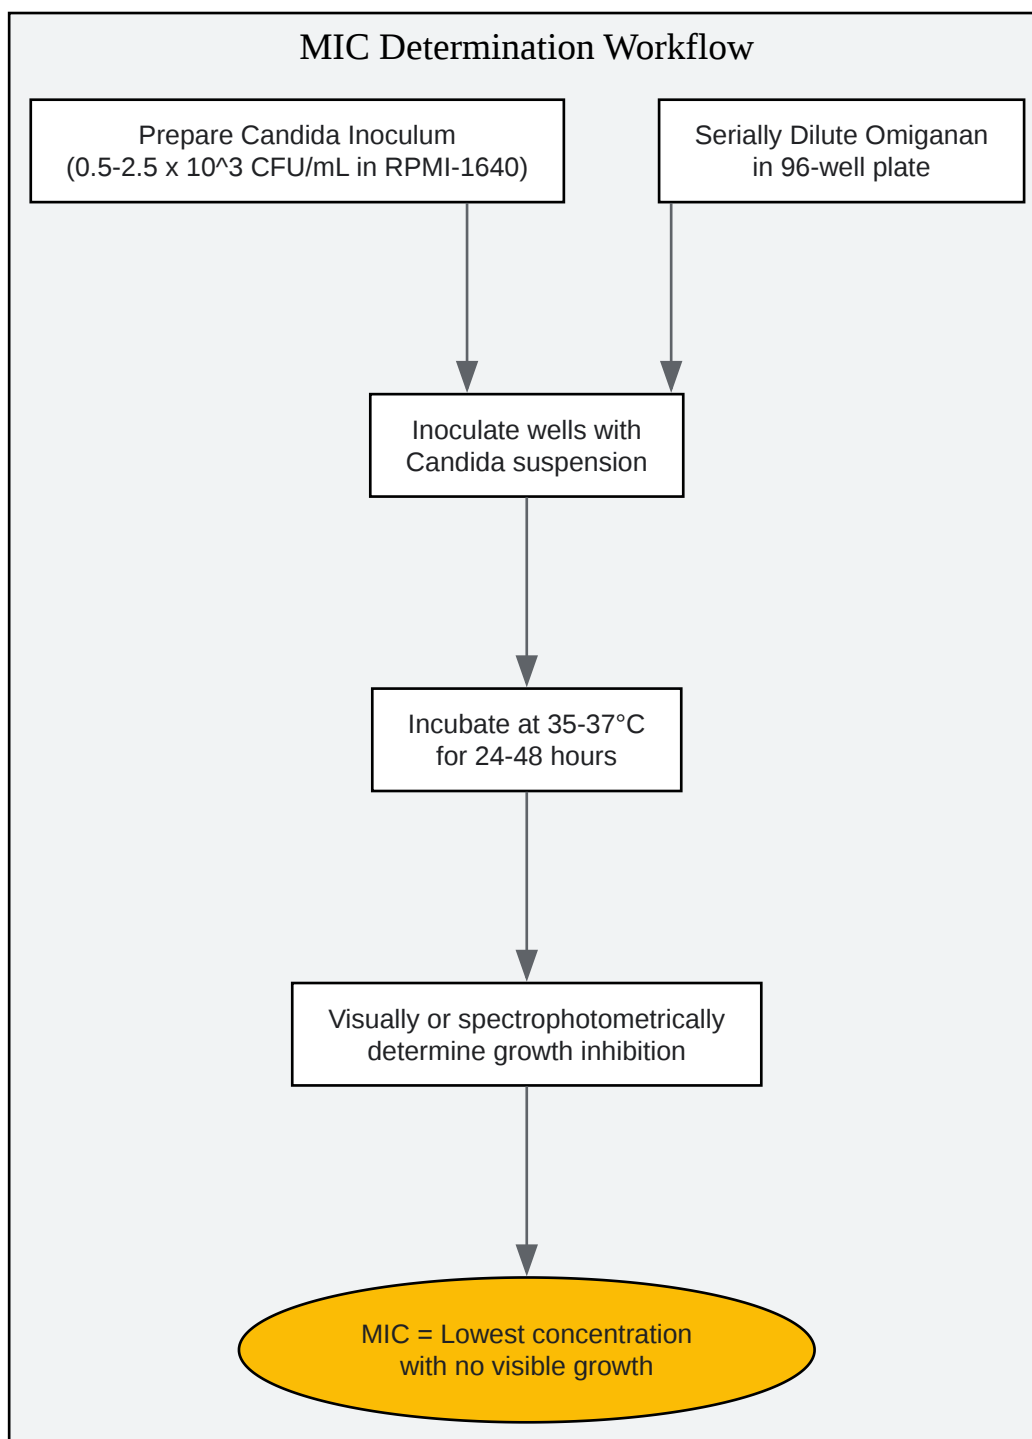 MIC Determination Workflow
Prepare Candida Inoculum
(0.5-2.5 x 10^3 CFU/mL in RPMI-1640)
Serially Dilute Omiganan
in 96-well plate
Inoculate wells with
Candida suspension
Incubate at 35-37°C
for 24-48 hours
Visually or spectrophotometrically
determine growth inhibition
MIC = Lowest concentration
with no visible growth